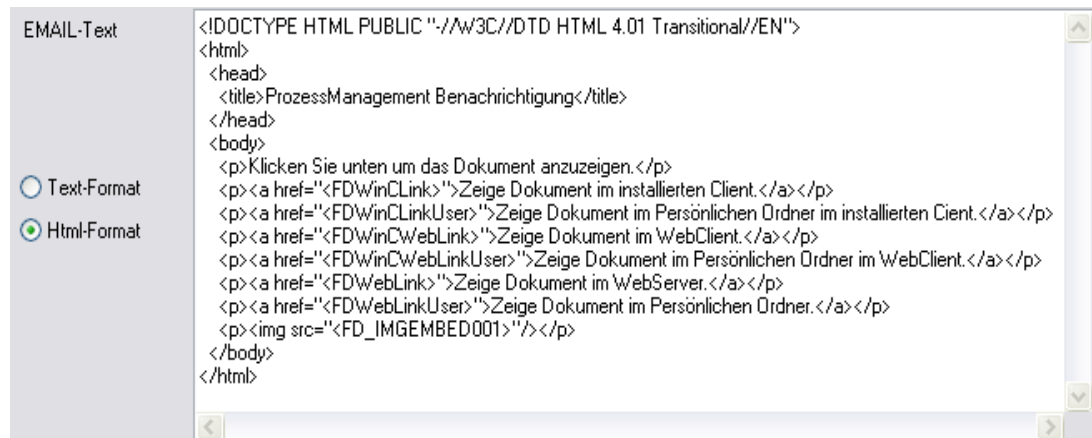 EMAIL-Text
<!DOCTYPE HTML PUBLIC "-//W3C//DTD HTML 4.01 Transitional//EN">
<html>
<head>
<title>ProzessManagement Benachrichtigung</title>
</head>
<body>
<p>Klicken Sie unten um das Dokument anzuzeigen.</p>
<p><a href="<FDWinCLink>">Zeige Dokument im installierten Client.</a></p>
<p><a href="<FDWinCLinkUser>">Zeige Dokument im Persönlichen Ordner im installierten Cient.</a></p>
<p><a href="<FDWinCWebLink>">Zeige Dokument im WebClient.</a></p>
<p><a href="<FDWinCWebLinkUser>">Zeige Dokument im Persönlichen Ordner im WebClient.</a></p>
<p><a href="<FDWebLink>">Zeige Dokument im WebServer.</a></p>
<p><a href="<FDWebLinkUser>">Zeige Dokument im Persönlichen Ordner.</a></p>
<p><img src="<FD_IMGEMBED001>"/></p>
</body>
</html>
Text-Format
Html-Format